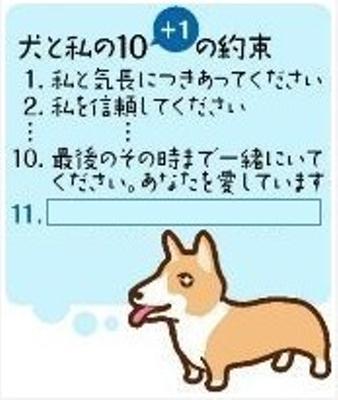 +1
犬と私の10の約束
1. 私と気長につきあってください
2. 私を信頼してください
⋮ ⋮
10. 最後のその時まで一緒にいて
ください。あなたを愛しています
11.